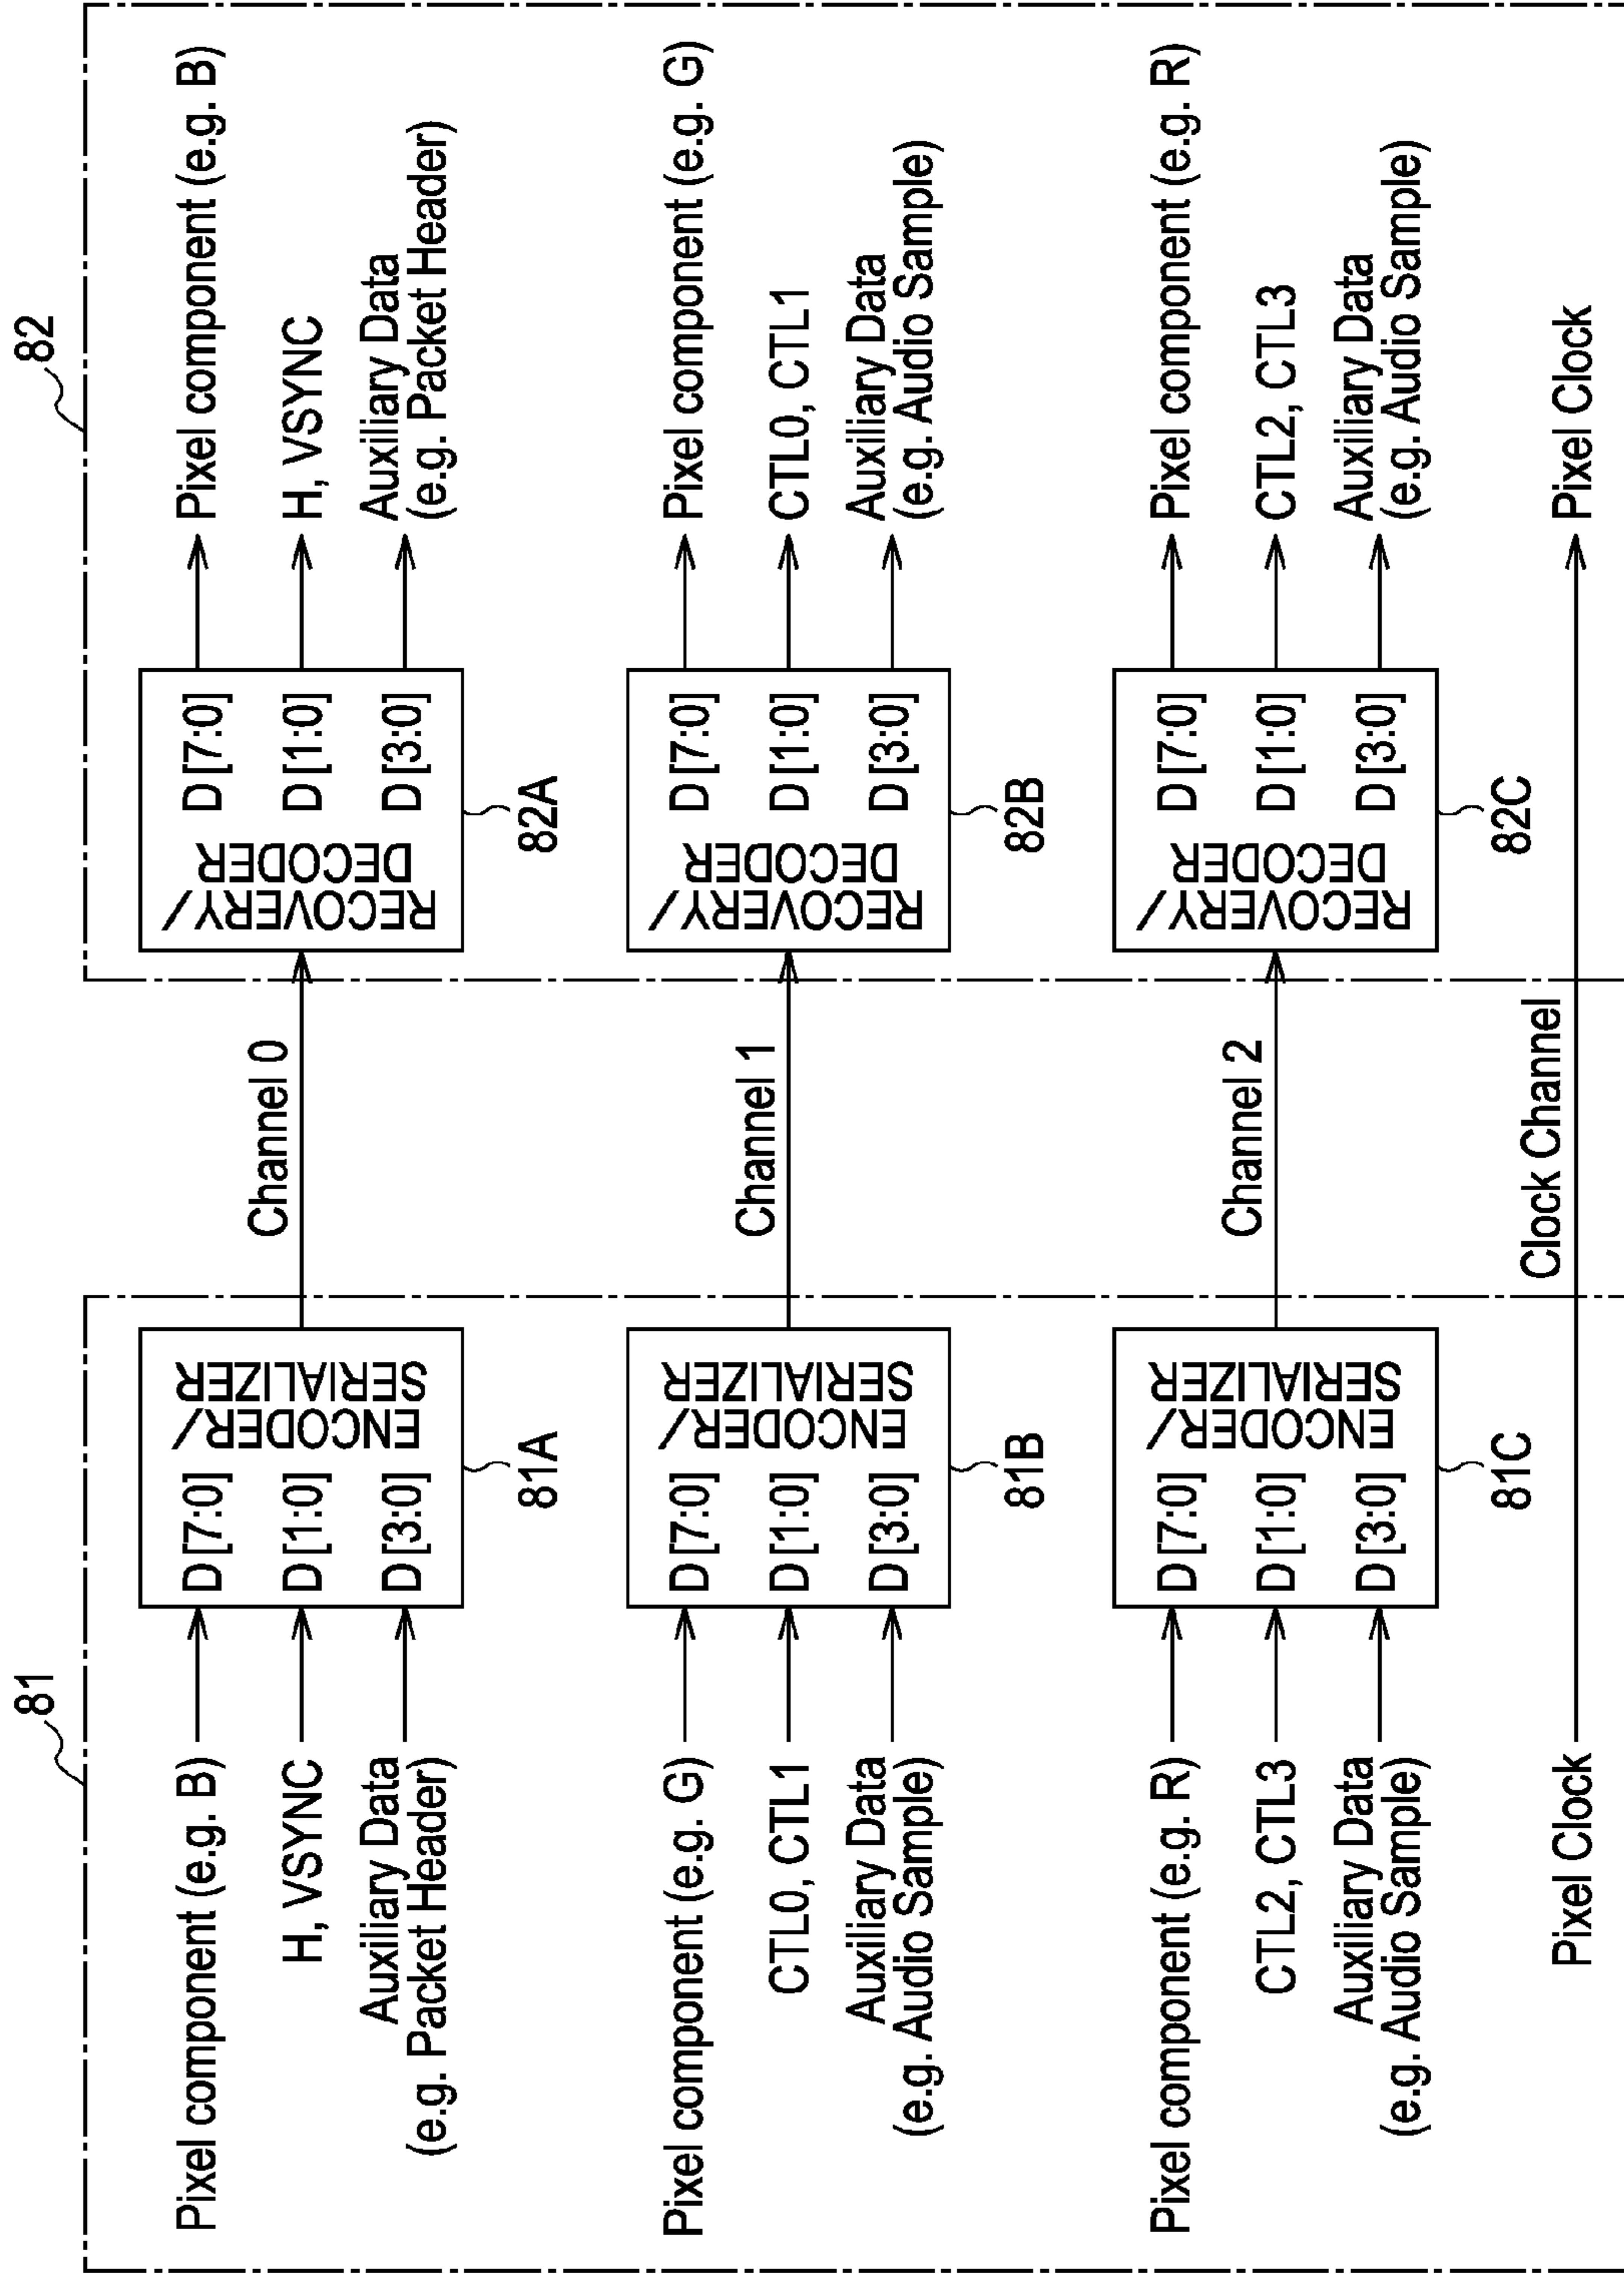 81
82
Pixel component (e.g. B)
H, VSYNC
Auxiliary Data
(e.g. Packet Header)
D [7:0]
D [1:0]
D [3:0]
ENCODER/
SERIALIZER
81A
Channel 0
RECOVERY/
DECODER
D [7:0]
D [1:0]
D [3:0]
82A
Pixel component (e.g. B)
H, VSYNC
Auxiliary Data
(e.g. Packet Header)
Pixel component (e.g. G)
CTL0, CTL1
Auxiliary Data
(e.g. Audio Sample)
D [7:0]
D [1:0]
D [3:0]
ENCODER/
SERIALIZER
81B
Channel 1
RECOVERY/
DECODER
D [7:0]
D [1:0]
D [3:0]
82B
Pixel component (e.g. G)
CTL0, CTL1
Auxiliary Data
(e.g. Audio Sample)
Pixel component (e.g. R)
CTL2, CTL3
Auxiliary Data
(e.g. Audio Sample)
D [7:0]
D [1:0]
D [3:0]
ENCODER/
SERIALIZER
81C
Channel 2
RECOVERY/
DECODER
D [7:0]
D [1:0]
D [3:0]
82C
Pixel component (e.g. R)
CTL2, CTL3
Auxiliary Data
(e.g. Audio Sample)
Pixel Clock
Clock Channel
Pixel Clock